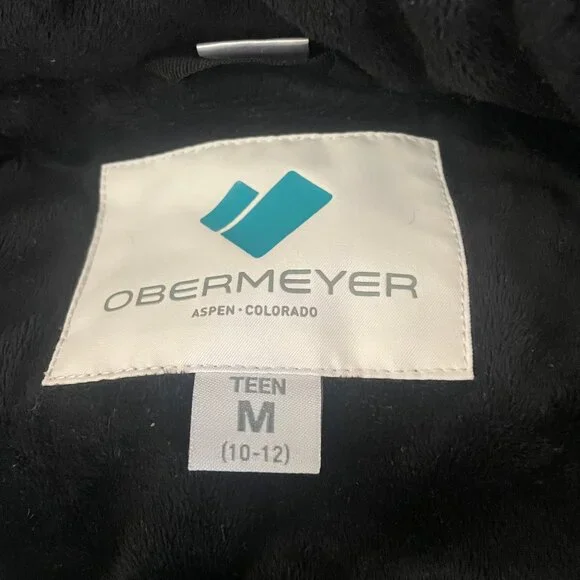 OBERMEYER
ASPEN · COLORADO
TEEN
M
(10-12)